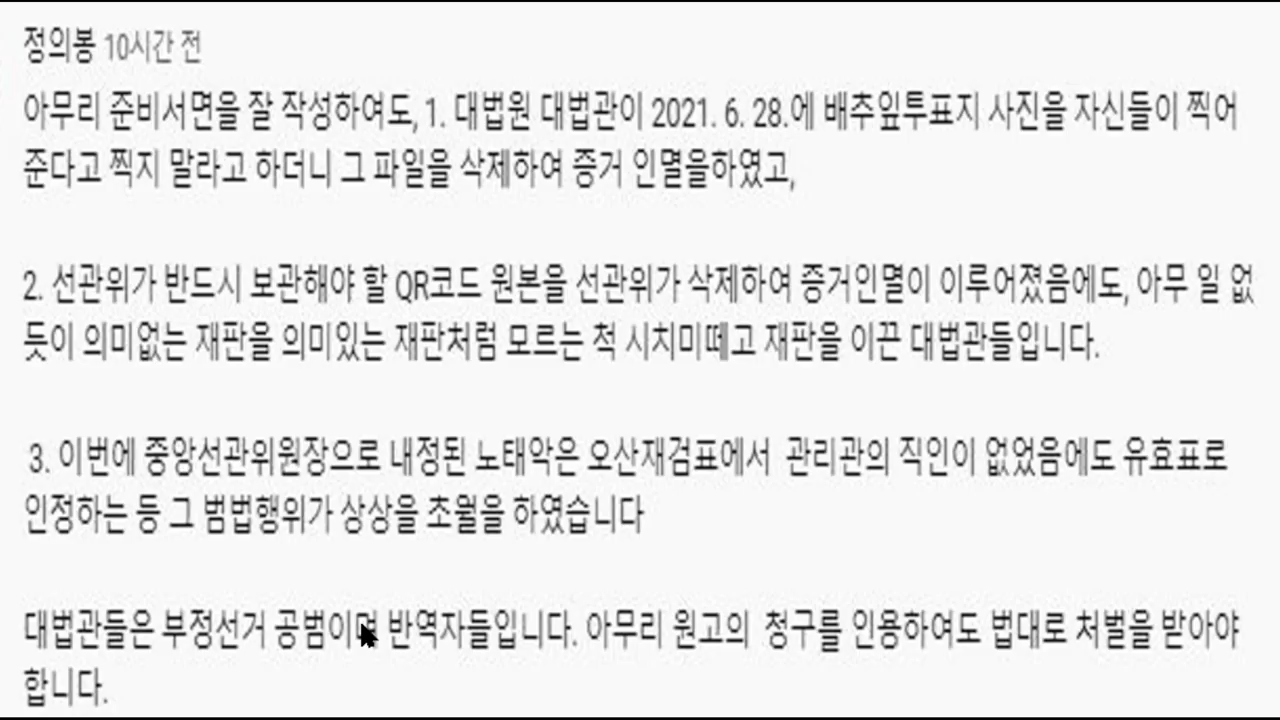 정의봉 10시간 전
아무리 준비서면을 잘 작성하여도, 1. 대법원 대법관이 2021. 6. 28.에 배추잎투표지 사진을 자신들이 찍어
준다고 찍지 말라고 하더니 그 파일을 삭제하여 증거 인멸을하였고,
2. 선관위가 반드시 보관해야 할 QR코드 원본을 선관위가 삭제하여 증거인멸이 이루어졌음에도, 아무 일 없
듯이 의미없는 재판을 의미있는 재판처럼 모르는 척 시치미떼고 재판을 이끈 대법관들입니다.
3. 이번에 중앙선관위원장으로 내정된 노태악은 오산재검표에서 관리관의 직인이 없었음에도 유효표로
인정하는 등 그 범법행위가 상상을 초월을 하였습니다
대법관들은 부정선거 공범이며 반역자들입니다. 아무리 원고의 청구를 인용하여도 법대로 처벌을 받아야
합니다.